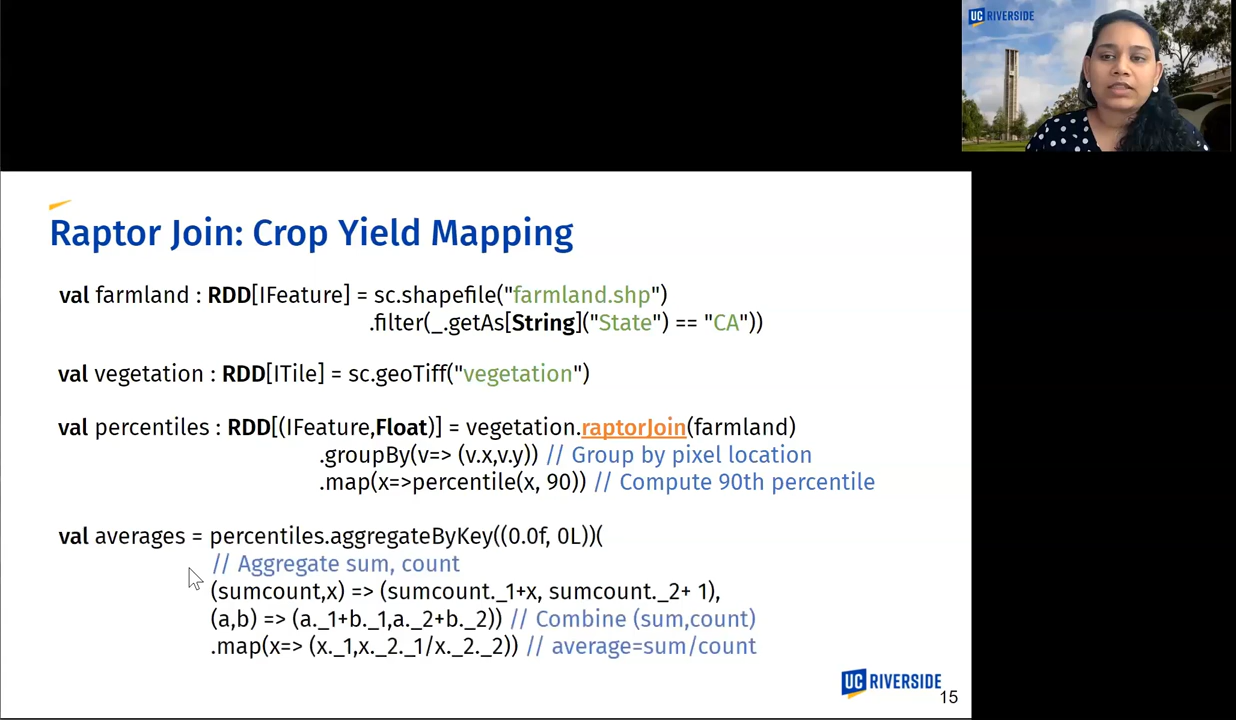 UC RIVERSIDE
Raptor Join: Crop Yield Mapping
val farmland : RDD[IFeature] = sc.shapefile("farmland.shp")
.filter(_.getAs[String]("State") == "CA"))
val vegetation : RDD[ITile] = sc.geoTiff("vegetation")
val percentiles : RDD[(IFeature,Float)] = vegetation.raptorJoin(farmland)
.groupBy(v=> (v.x,v.y)) // Group by pixel location
.map(x=>percentile(x, 90)) // Compute 90th percentile
val averages = percentiles.aggregateByKey((0.0f, 0L))(
// Aggregate sum, count
(sumcount,x) => (sumcount._1+x, sumcount._2+ 1),
(a,b) => (a._1+b._1,a._2+b._2)) // Combine (sum,count)
.map(x=> (x._1,x._2._1/x._2._2)) // average=sum/count
UC RIVERSIDE
15